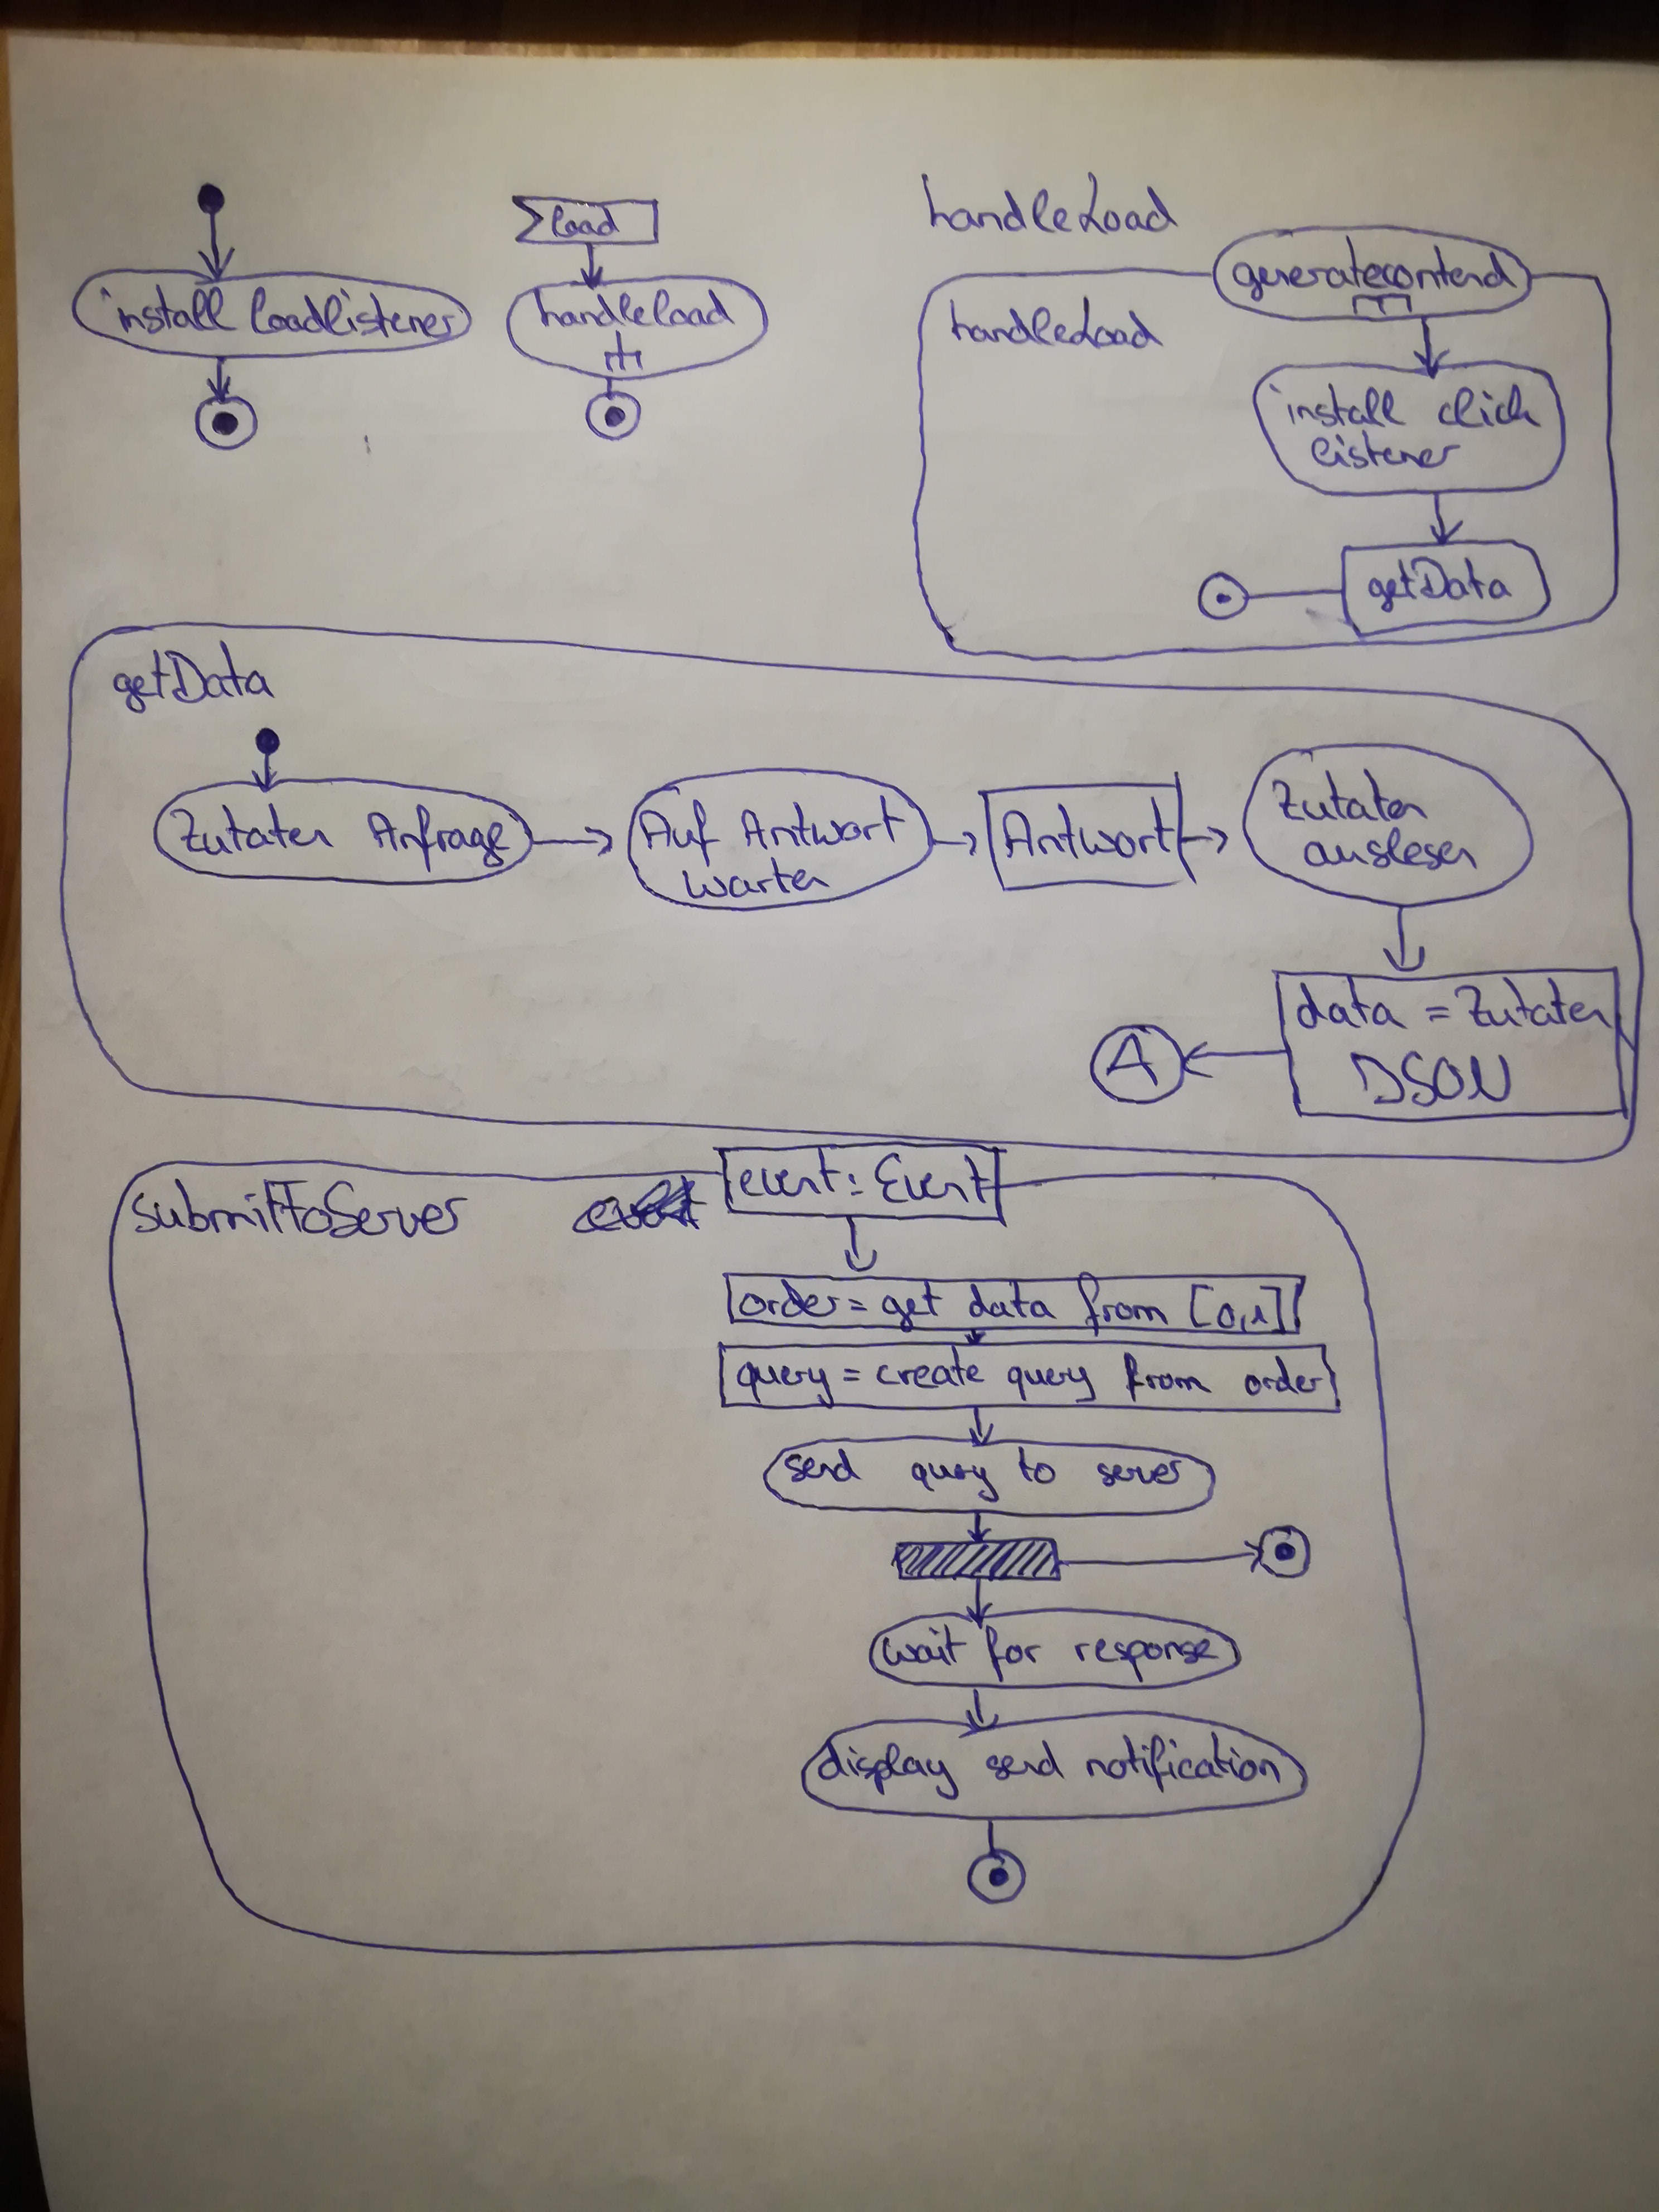 install loadlistener
load
handleload
handleLoad
generatecontend
handleLoad
install click
listener
getData
getData
Zutaten Anfrage
Auf Antwort
warten
Antwort
Zutaten
auslesen
data = Zutaten
JSON
A
submitToServer
event: Event
order= get data from [0,1]
query = create query from order
send query to server
wait for response
display send notification